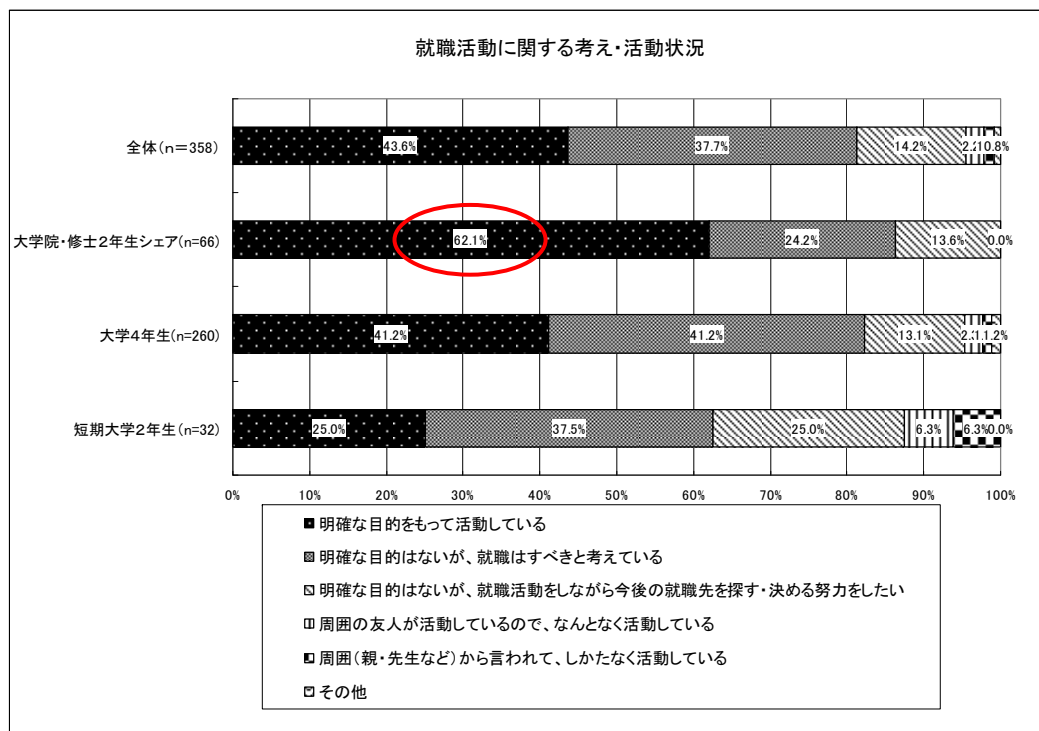 就職活動に関する考え・活動状況
全体(n=358)
43.6%
37.7%
14.2%
0.8%
大学院・修士2年生シェア(n=66)
62.1%
24.2%
13.6%
0.0%
大学4年生(n=260)
41.2%
41.2%
13.1%
1.2%
短期大学2年生(n=32)
25.0%
37.5%
25.0%
6.3%
6.3%
0.0%
0% 10% 20% 30% 40% 50% 60% 70% 80% 90% 100%
明確な目的をもって活動している
明確な目的はないが、就職はすべきと考えている
明確な目的はないが、就職活動をしながら今後の就職先を探す・決める努力をしたい
周囲の友人が活動しているので、なんとなく活動している
周囲(親・先生など)から言われて、しかたなく活動している
その他